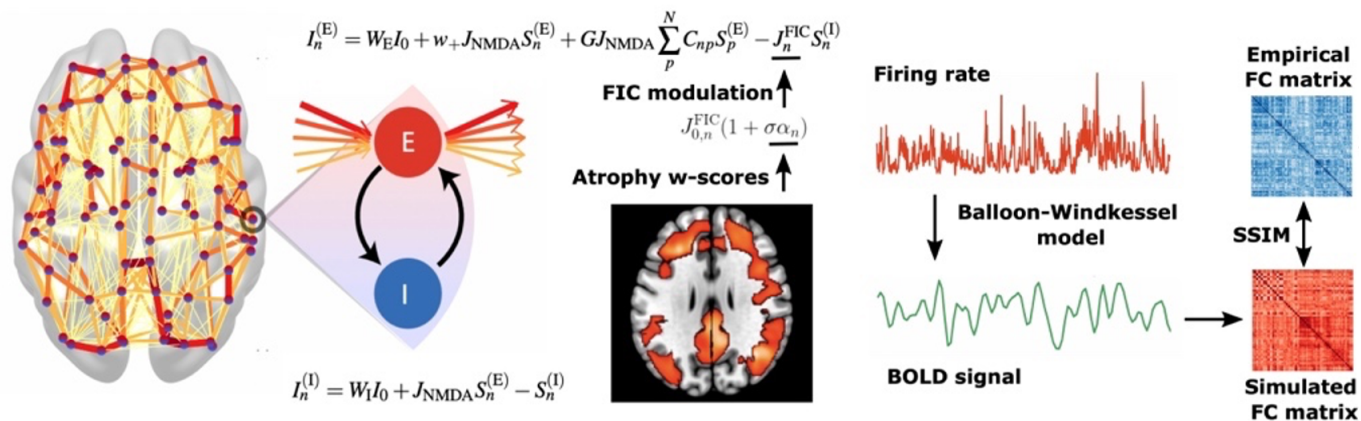 I_n^{(E)} = W_E I_0 + w_+ J_{NMDA} S_n^{(E)} + G J_{NMDA} \sum_p^N C_{np} S_p^{(E)} − J_n^{FIC} S_n^{(I)}
FIC modulation
J_{0,n}^{FIC}(1 + σα_n)
Atrophy w-scores
E
I
I_n^{(I)} = W_I I_0 + J_{NMDA} S_n^{(E)} − S_n^{(I)}
Firing rate
Balloon-Windkessel
model
BOLD signal
Empirical
FC matrix
SSIM
Simulated
FC matrix